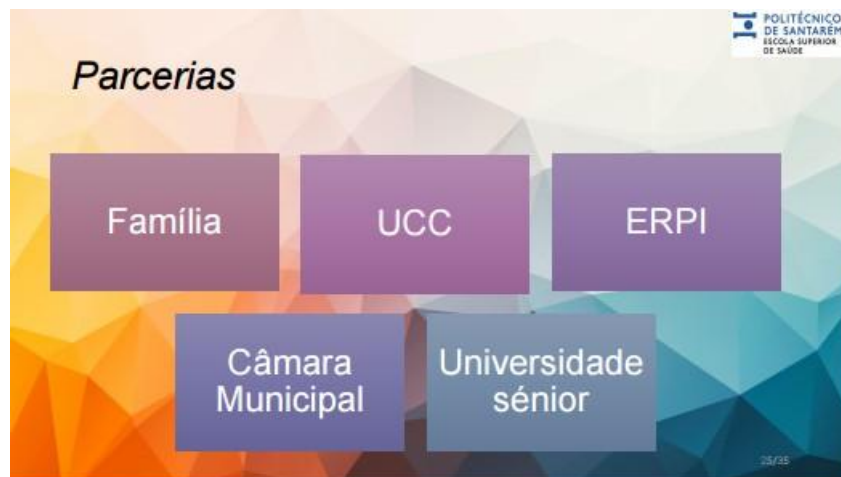 POLITÉCNICO
DE SANTARÉM
ESCOLA SUPERIOR
DE SAÚDE
Parcerias
Família
UCC
ERPI
Câmara
Municipal
Universidade
sénior
25/35